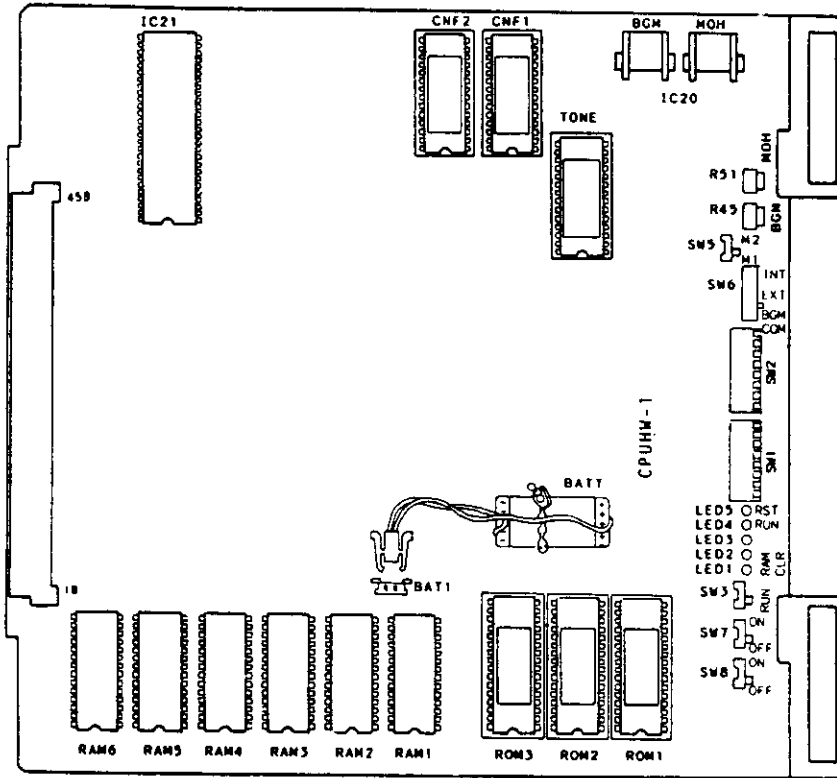 IC21
CNF2 CNF1
BGM MOH
IC20
TONE
MOH
R51
R45
BGM
45B
SW5
M2
M1
SW6
INT
EXT
BGM
COM
SW2
CPUHW-1
SW1
BATT
LED5 RST
LED4 RUN
LED3
LED2
LED1
RAM CLR
1B
BAT1
SW3
RUN
SW7
ON
OFF
SW8
ON
OFF
RAM6 RAM5 RAM4 RAM3 RAM2 RAM1 ROM3 ROM2 ROM1